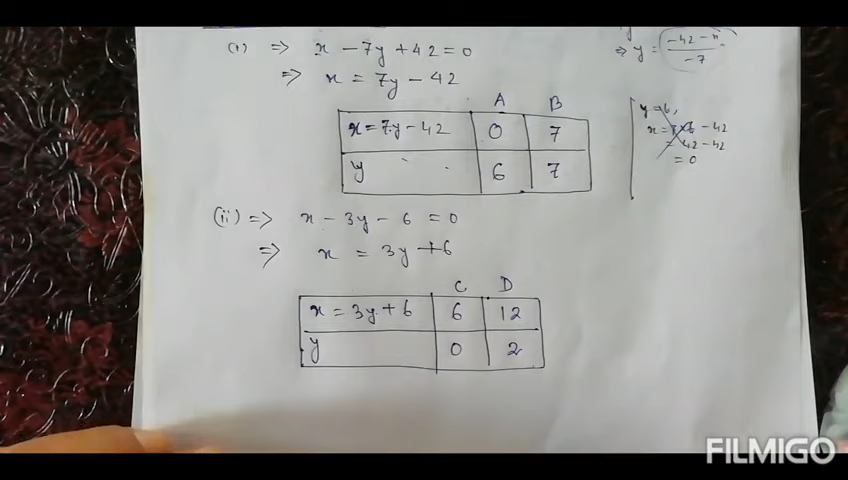 (i) => x - 7y + 42 = 0
=> x = 7y - 42
A B
x = 7y - 42 0 7
y 6 7
(ii) => x - 3y - 6 = 0
=> x = 3y + 6
C D
x = 3y + 6 6 12
y 0 2
=> y = -42 -
-7
y = 6,
x = - 42
= 42 - 42
= 0
FILMIGO